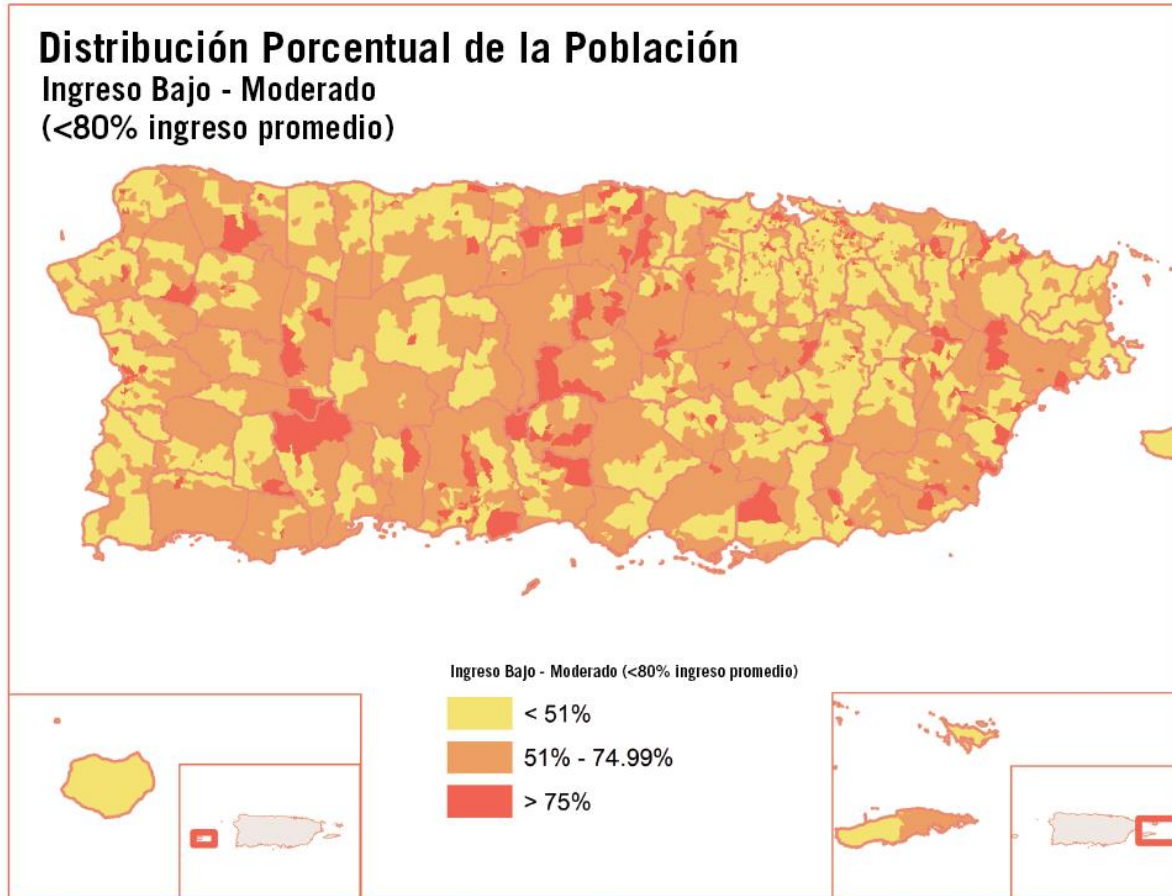 Distribución Porcentual de la Población
Ingreso Bajo - Moderado
(<80% ingreso promedio)
Ingreso Bajo - Moderado (<80% ingreso promedio)
< 51%
51% - 74.99%
> 75%